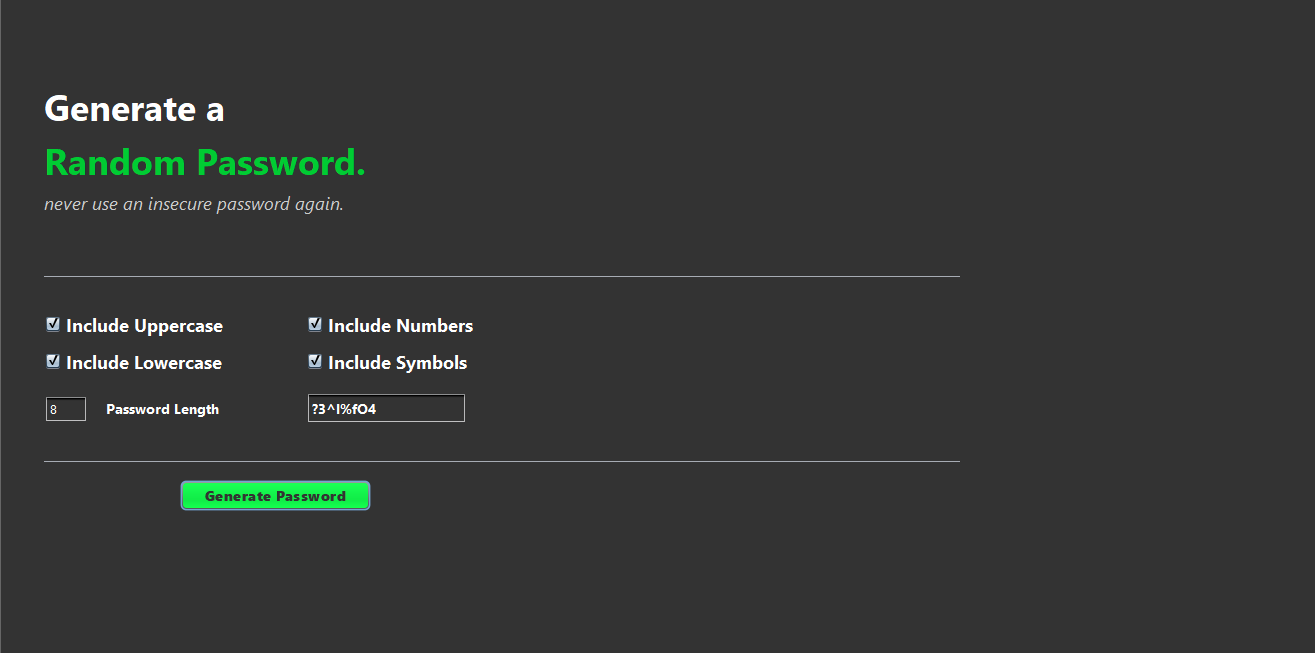 Generate a
Random Password.
never use an insecure password again.
Include Uppercase
Include Numbers
Include Lowercase
Include Symbols
8 Password Length
?3^I%fO4
Generate Password